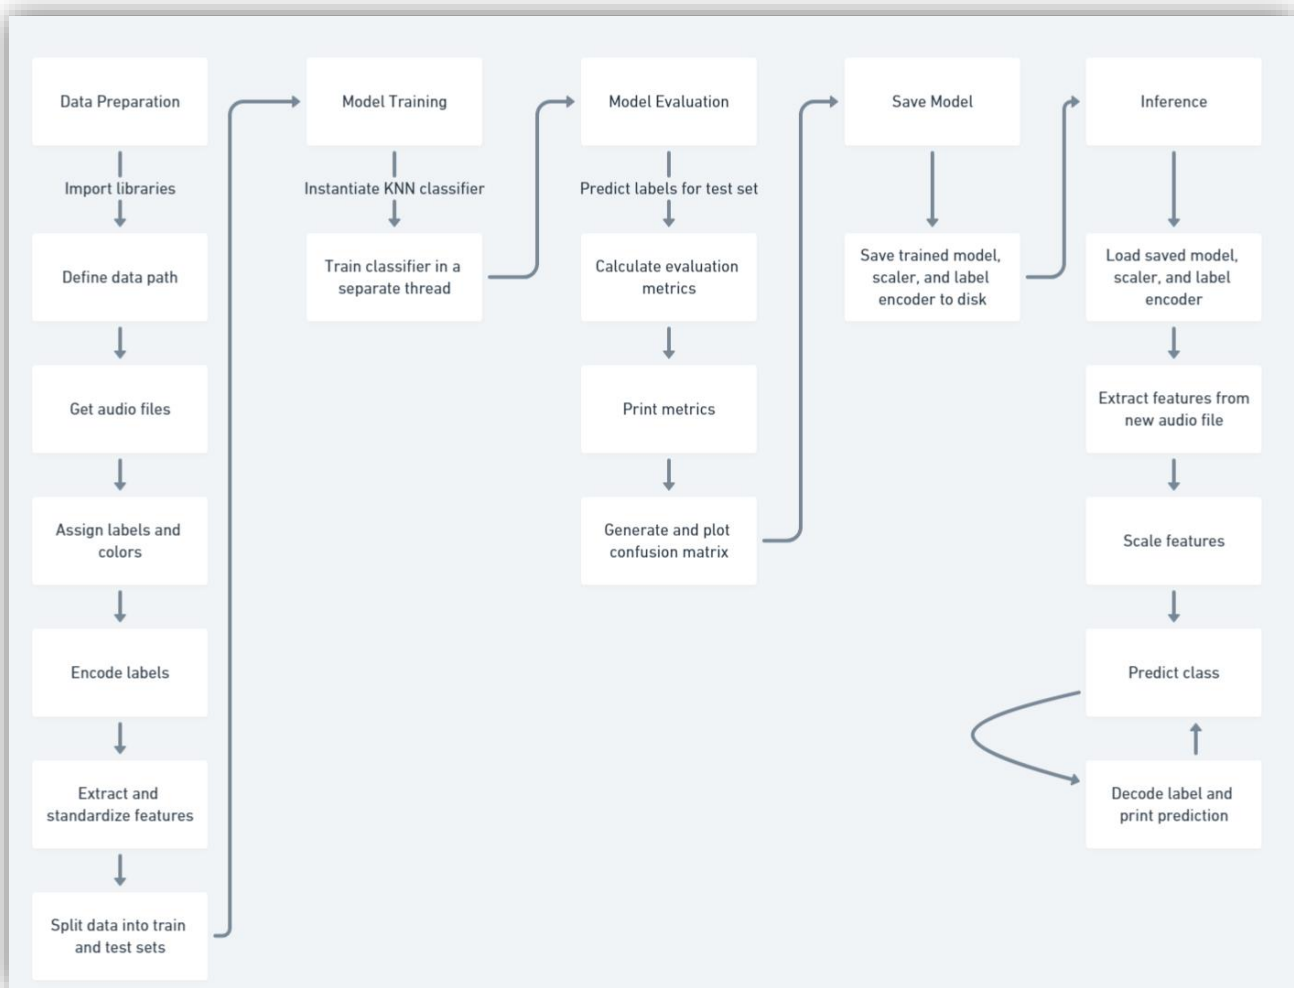 Data Preparation
Import libraries
Define data path
Get audio files
Assign labels and
colors
Encode labels
Extract and
standardize features
Split data into train
and test sets
Model Training
Instantiate KNN classifier
Train classifier in a
separate thread
Model Evaluation
Predict labels for test set
Calculate evaluation
metrics
Print metrics
Generate and plot
confusion matrix
Save Model
Save trained model,
scaler, and label
encoder to disk
Inference
Load saved model,
scaler, and label
encoder
Extract features from
new audio file
Scale features
Predict class
Decode label and
print prediction